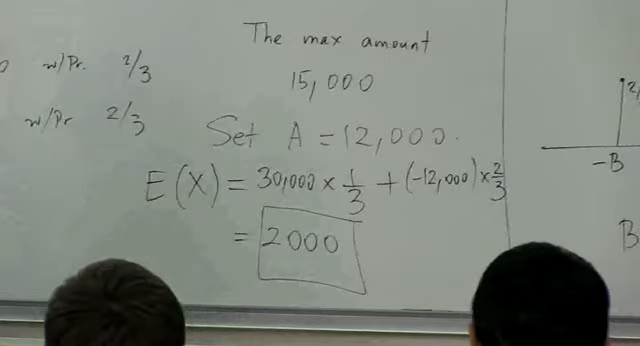 The max amount
15,000
w/Pr. 2/3
w/Pr 2/3
Set A = 12,000.
E(X) = 30,000 × 1/3 + (-12,000) × 2/3
= 2000
-B
B